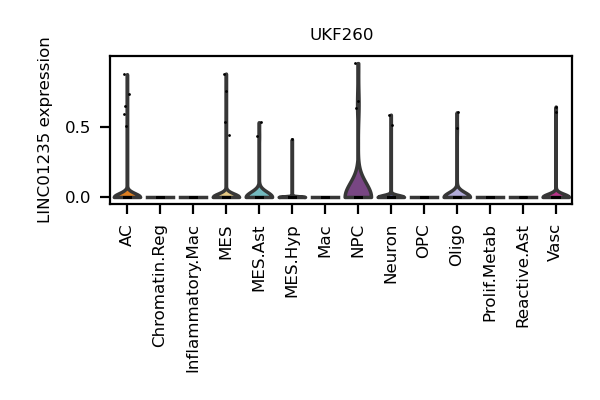 UKF260
LINC01235 expression
0.5
0.0
AC
Chromatin.Reg
Inflammatory.Mac
MES
MES.Ast
MES.Hyp
Mac
NPC
Neuron
OPC
Oligo
Prolif.Metab
Reactive.Ast
Vasc